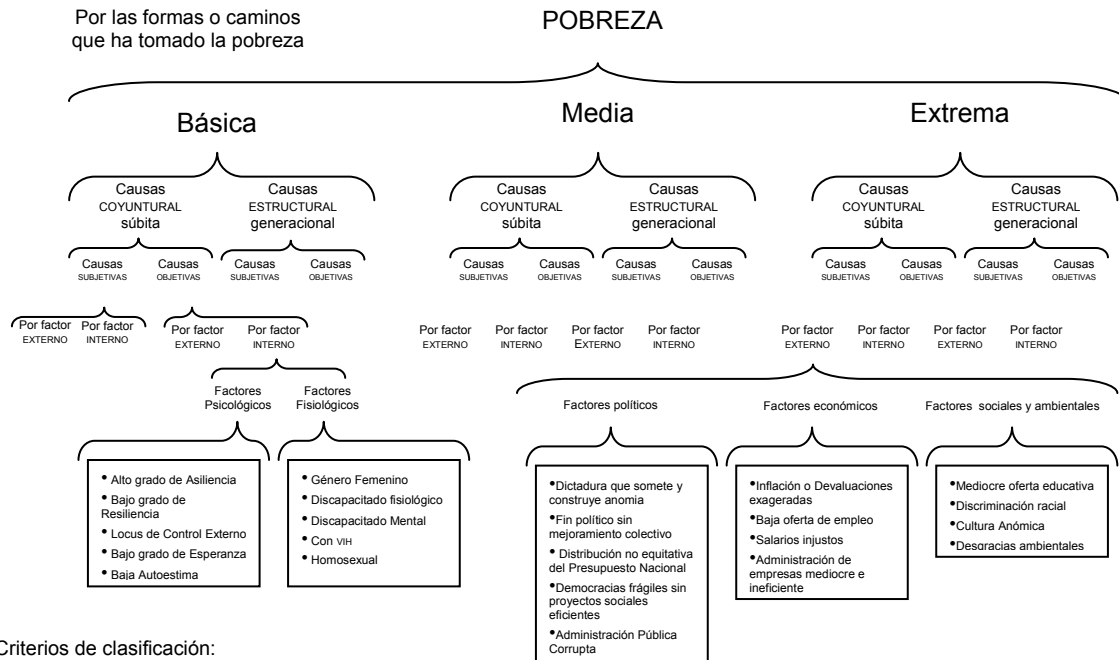 Por las formas o caminos
que ha tomado la pobreza
POBREZA
Básica
Media
Extrema
Causas
COYUNTURAL
súbita
Causas
ESTRUCTURAL
generacional
Causas
COYUNTURAL
súbita
Causas
ESTRUCTURAL
generacional
Causas
COYUNTURAL
súbita
Causas
ESTRUCTURAL
generacional
Causas
SUBJETIVAS
Causas
OBJETIVAS
Causas
SUBJETIVAS
Causas
OBJETIVAS
Causas
SUBJETIVAS
Causas
OBJETIVAS
Causas
SUBJETIVAS
Causas
OBJETIVAS
Causas
SUBJETIVAS
Causas
OBJETIVAS
Causas
SUBJETIVAS
Causas
OBJETIVAS
Por factor
EXTERNO
Por factor
INTERNO
Por factor
EXTERNO
Por factor
INTERNO
Por factor
EXTERNO
Por factor
INTERNO
Por factor
EXTERNO
Por factor
INTERNO
Por factor
EXTERNO
Por factor
INTERNO
Por factor
EXTERNO
Por factor
INTERNO
Factores
Psicológicos
Factores
Fisiológicos
Factores políticos
Factores económicos
Factores sociales y ambientales
• Alto grado de Asiliencia
• Bajo grado de
Resiliencia
• Locus de Control Externo
• Bajo grado de Esperanza
• Baja Autoestima
• Género Femenino
• Discapacitado fisiológico
• Discapacitado Mental
• Con VIH
• Homosexual
•Dictadura que somete y
construye anomia
•Fin político sin
mejoramiento colectivo
• Distribución no equitativa
del Presupuesto Nacional
•Democracias frágiles sin
proyectos sociales
eficientes
•Administración Pública
Corrupta
•Inflación o Devaluaciones
exageradas
•Baja oferta de empleo
•Salarios injustos
•Administración de
empresas mediocre e
ineficiente
•Mediocre oferta educativa
•Discriminación racial
•Cultura Anómica
•Desgracias ambientales
Criterios de clasificación: